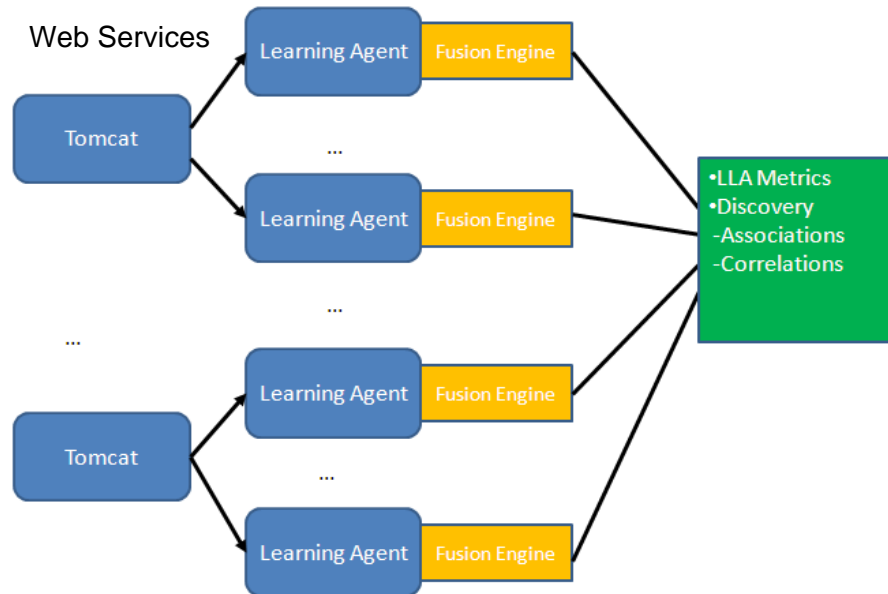 Web Services
Learning Agent
Fusion Engine
Tomcat
...
Learning Agent
Fusion Engine
•LLA Metrics
•Discovery
-Associations
-Correlations
...
...
Learning Agent
Fusion Engine
Tomcat
...
Learning Agent
Fusion Engine